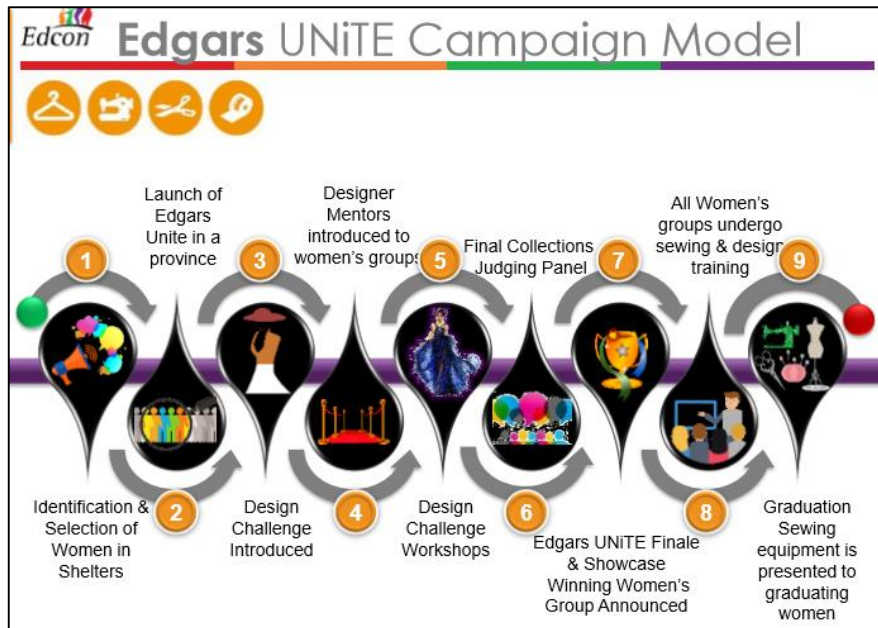 Edcon
Edgars UNiTE Campaign Model
Launch of
Edgars
Unite in a
province
Designer
Mentors
introduced to
women's groups
Final Collections
Judging Panel
All Women's
groups undergo
sewing & design
training
1
3
5
7
9
2
4
6
8
Identification &
Selection of
Women in
Shelters
Design
Challenge
Introduced
Design
Challenge
Workshops
Edgars UNiTE Finale
& Showcase
Winning Women's
Group Announced
Graduation
Sewing
equipment is
presented to
graduating
women